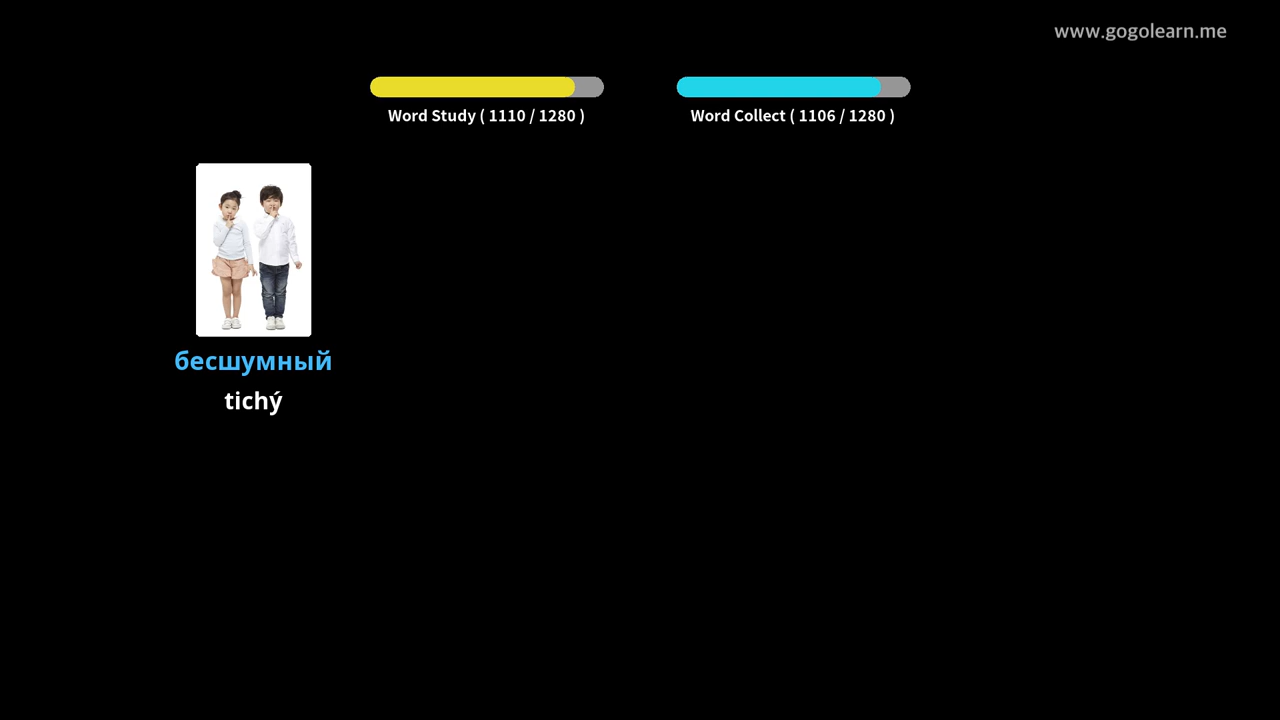 www.gogolearn.me
Word Study ( 1110 / 1280 )
Word Collect ( 1106 / 1280 )
бесшумный
tichý